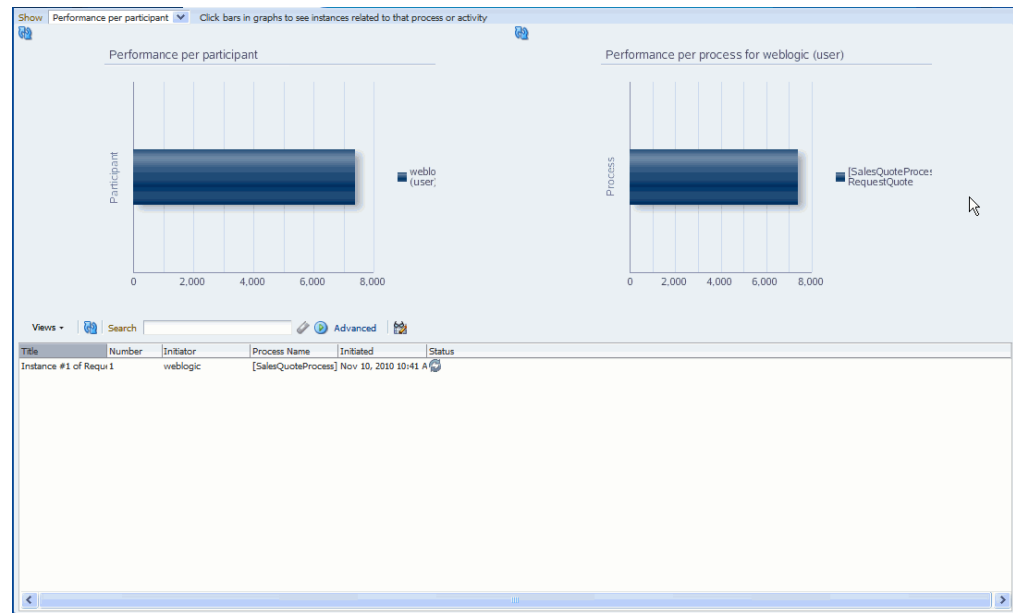 Show Performance per participant Click bars in graphs to see instances related to that process or activity
Performance per participant
Participant
weblo
(user)
0 2,000 4,000 6,000 8,000
Performance per process for weblogic (user)
Process
[SalesQuoteProces
RequestQuote
0 2,000 4,000 6,000 8,000
Views Search Advanced
Title Number Initiator Process Name Initiated Status
Instance #1 of Requ 1 weblogic [SalesQuoteProcess] Nov 10, 2010 10:41 A